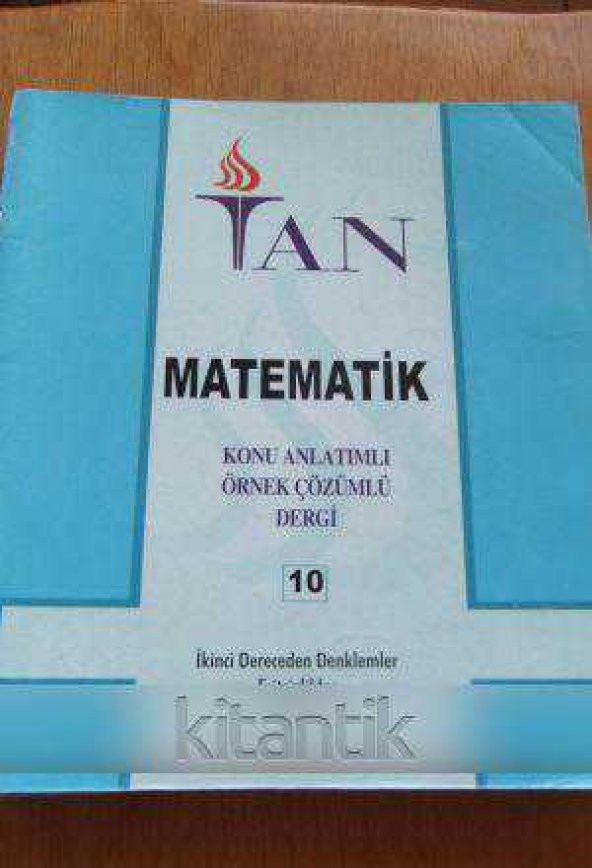 TAN
MATEMATİK
KONU ANLATIMLI
ÖRNEK ÇÖZÜMLÜ
DERGİ
10
İkinci Dereceden Denklemler
kitantik